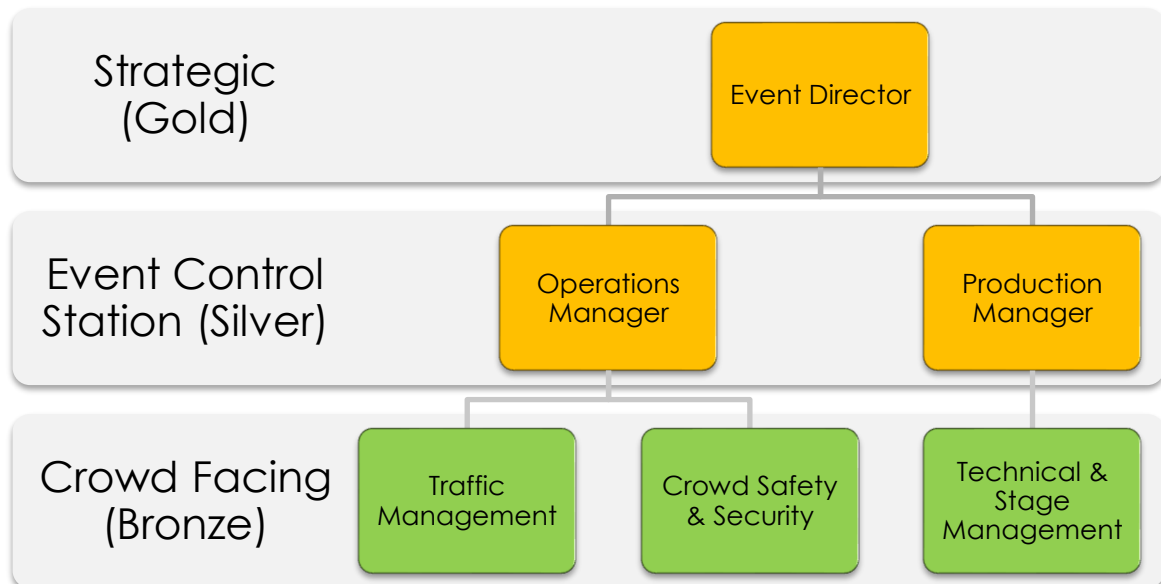 Strategic
(Gold)
Event Director
Event Control
Station (Silver)
Operations
Manager
Production
Manager
Crowd Facing
(Bronze)
Traffic
Management
Crowd Safety
& Security
Technical &
Stage
Management